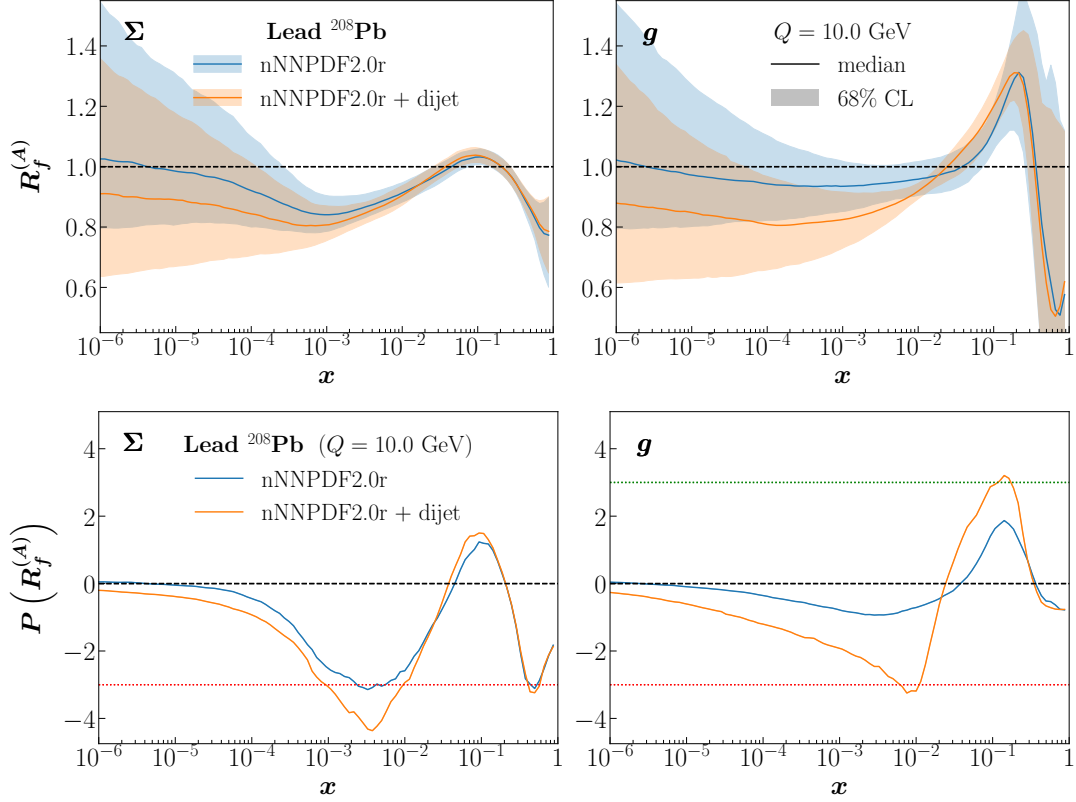 Σ Lead ²⁰⁸Pb
nNNPDF2.0r
nNNPDF2.0r + dijet
R_f^{(A)}
1.4
1.2
1.0
0.8
0.6
10⁻⁶ 10⁻⁵ 10⁻⁴ 10⁻³ 10⁻² 10⁻¹ 1
x
g Q = 10.0 GeV
median
68% CL
1.4
1.2
1.0
0.8
0.6
10⁻⁶ 10⁻⁵ 10⁻⁴ 10⁻³ 10⁻² 10⁻¹ 1
x
Σ Lead ²⁰⁸Pb (Q = 10.0 GeV)
nNNPDF2.0r
nNNPDF2.0r + dijet
P(R_f^{(A)})
4
2
0
−2
−4
10⁻⁶ 10⁻⁵ 10⁻⁴ 10⁻³ 10⁻² 10⁻¹ 1
x
g
4
2
0
−2
−4
10⁻⁶ 10⁻⁵ 10⁻⁴ 10⁻³ 10⁻² 10⁻¹ 1
x